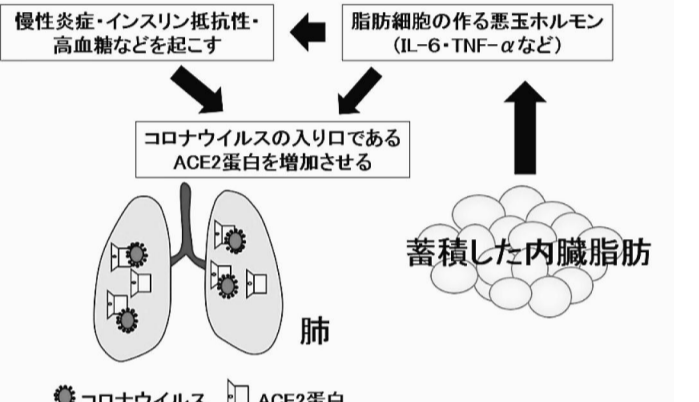 慢性炎症・インスリン抵抗性・
高血糖などを起こす
脂肪細胞の作る悪玉ホルモン
(IL-6・TNF-αなど)
コロナウイルスの入り口である
ACE2蛋白を増加させる
蓄積した内臓脂肪
肺
コロナウイルス ACE2蛋白